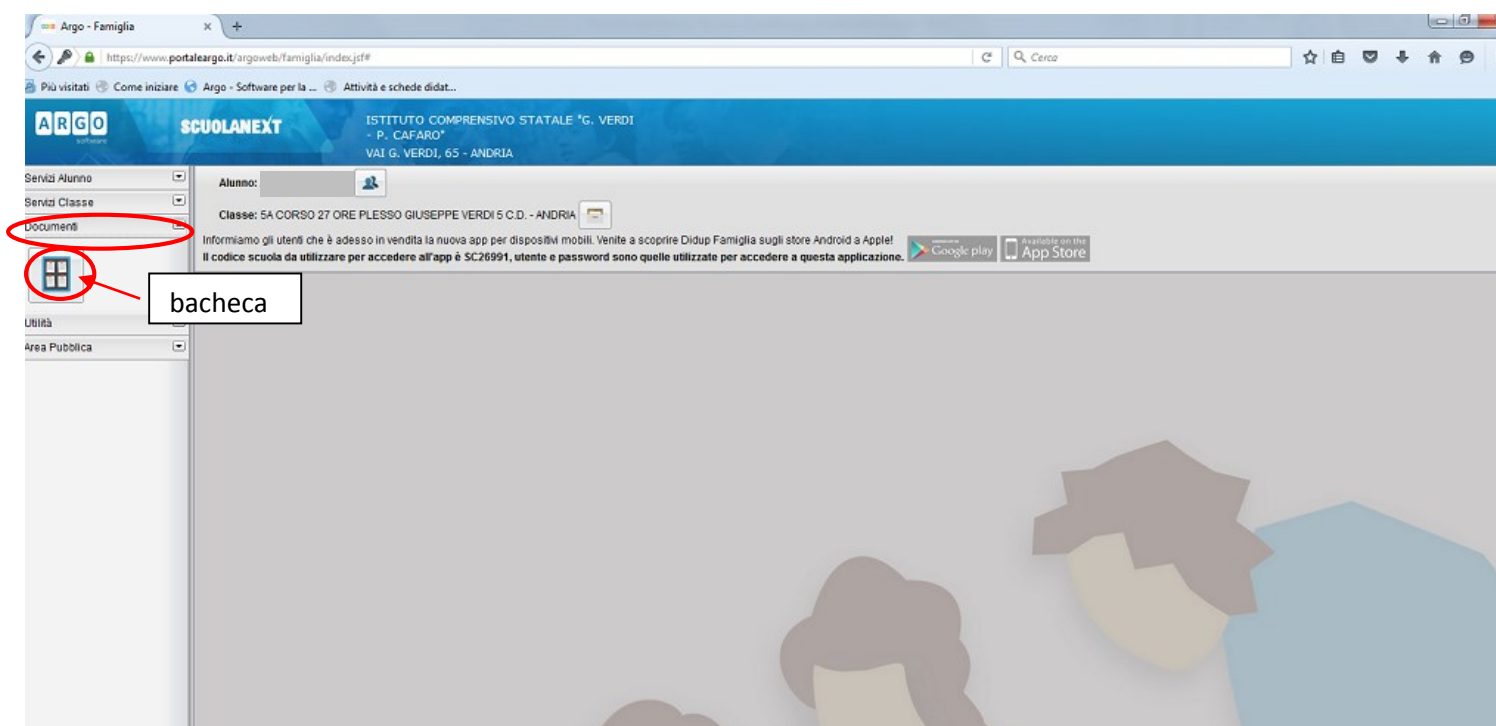 Argo - Famiglia
https://www.portaleargo.it/argoweb/famiglia/index.jsf#
Cerca
Più visitati Come iniziare Argo - Software per la ... Attività e schede didat...
ARGO
software
SCUOLANEXT
ISTITUTO COMPRENSIVO STATALE "G. VERDI
- P. CAFARO"
VAI G. VERDI, 65 - ANDRIA
Servizi Alunno
Servizi Classe
Documenti
bacheca
Utilità
Area Pubblica
Alunno:
Classe: 5A CORSO 27 ORE PLESSO GIUSEPPE VERDI 5 C.D. - ANDRIA
Informiamo gli utenti che è adesso in vendita la nuova app per dispositivi mobili. Venite a scoprire Didup Famiglia sugli store Android a Apple!
Il codice scuola da utilizzare per accedere all'app è SC26991, utente e password sono quelle utilizzate per accedere a questa applicazione.
Google play
Available on the
App Store